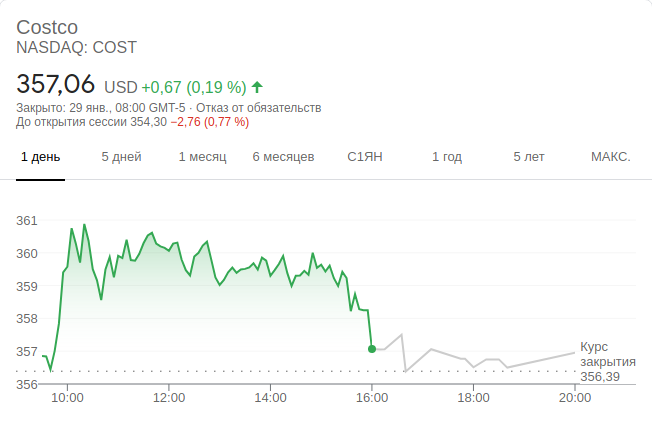 Costco
NASDAQ: COST
357,06 USD +0,67 (0,19 %)
Закрыто: 29 янв., 08:00 GMT-5 · Отказ от обязательств
До открытия сессии 354,30 −2,76 (0,77 %)
1 день 5 дней 1 месяц 6 месяцев С1ЯН 1 год 5 лет МАКС.
361
360
359
358
357
356
Курс
закрытия
356,39
10:00 12:00 14:00 16:00 18:00 20:00